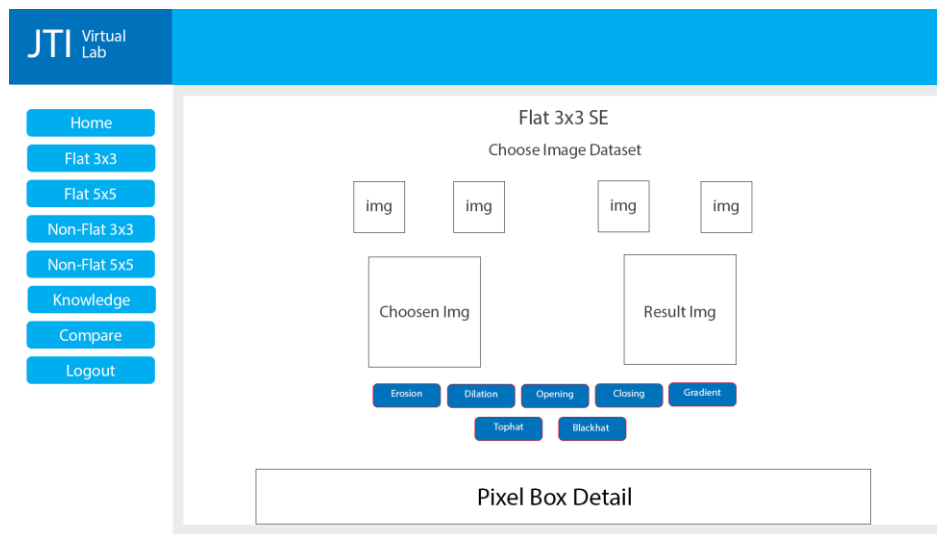 JTI Virtual
Lab
Home
Flat 3x3
Flat 5x5
Non-Flat 3x3
Non-Flat 5x5
Knowledge
Compare
Logout
Flat 3x3 SE
Choose Image Dataset
img img img img
Choosen Img Result Img
Erosion Dilation Opening Closing Gradient
Tophat Blackhat
Pixel Box Detail